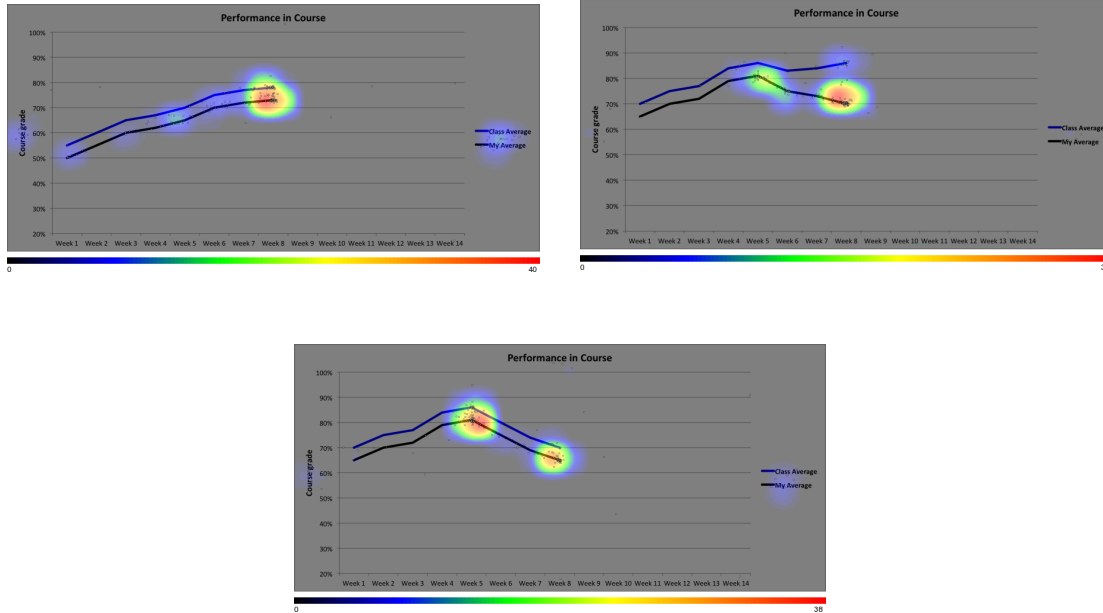 Performance in Course
100%
90%
80%
70%
60%
50%
40%
30%
20%
Course grade
Week 1 Week 2 Week 3 Week 4 Week 5 Week 6 Week 7 Week 8 Week 9 Week 10 Week 11 Week 12 Week 13 Week 14
Class Average
My Average
0 40
Performance in Course
100%
90%
80%
70%
60%
50%
40%
30%
20%
Course grade
Week 1 Week 2 Week 3 Week 4 Week 5 Week 6 Week 7 Week 8 Week 9 Week 10 Week 11 Week 12 Week 13 Week 14
Class Average
My Average
0
Performance in Course
100%
90%
80%
70%
60%
50%
40%
30%
20%
Course grade
Week 1 Week 2 Week 3 Week 4 Week 5 Week 6 Week 7 Week 8 Week 9 Week 10 Week 11 Week 12 Week 13 Week 14
Class Average
My Average
0 38